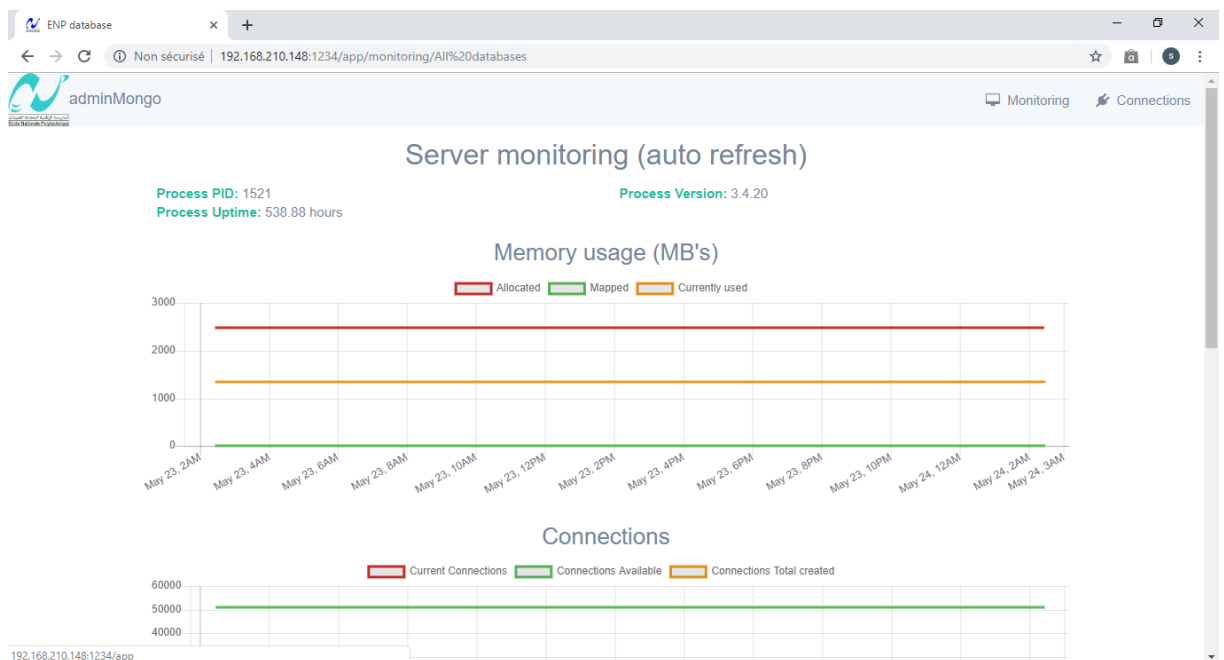 ENP database
Non sécurisé 192.168.210.148:1234/app/monitoring/All%20databases
a
s
Ecole Nationale Polytechnique
adminMongo
Monitoring
Connections
Server monitoring (auto refresh)
Process PID: 1521
Process Version: 3.4.20
Process Uptime: 538.88 hours
Memory usage (MB's)
Allocated Mapped Currently used
3000
2000
1000
0
May 23, 2AM May 23, 4AM May 23, 6AM May 23, 8AM May 23, 10AM May 23, 12PM May 23, 2PM May 23, 4PM May 23, 6PM May 23, 8PM May 23, 10PM May 24, 12AM May 24, 2AM May 24, 3AM
Connections
Current Connections Connections Available Connections Total created
60000
50000
40000
192.168.210.148:1234/app